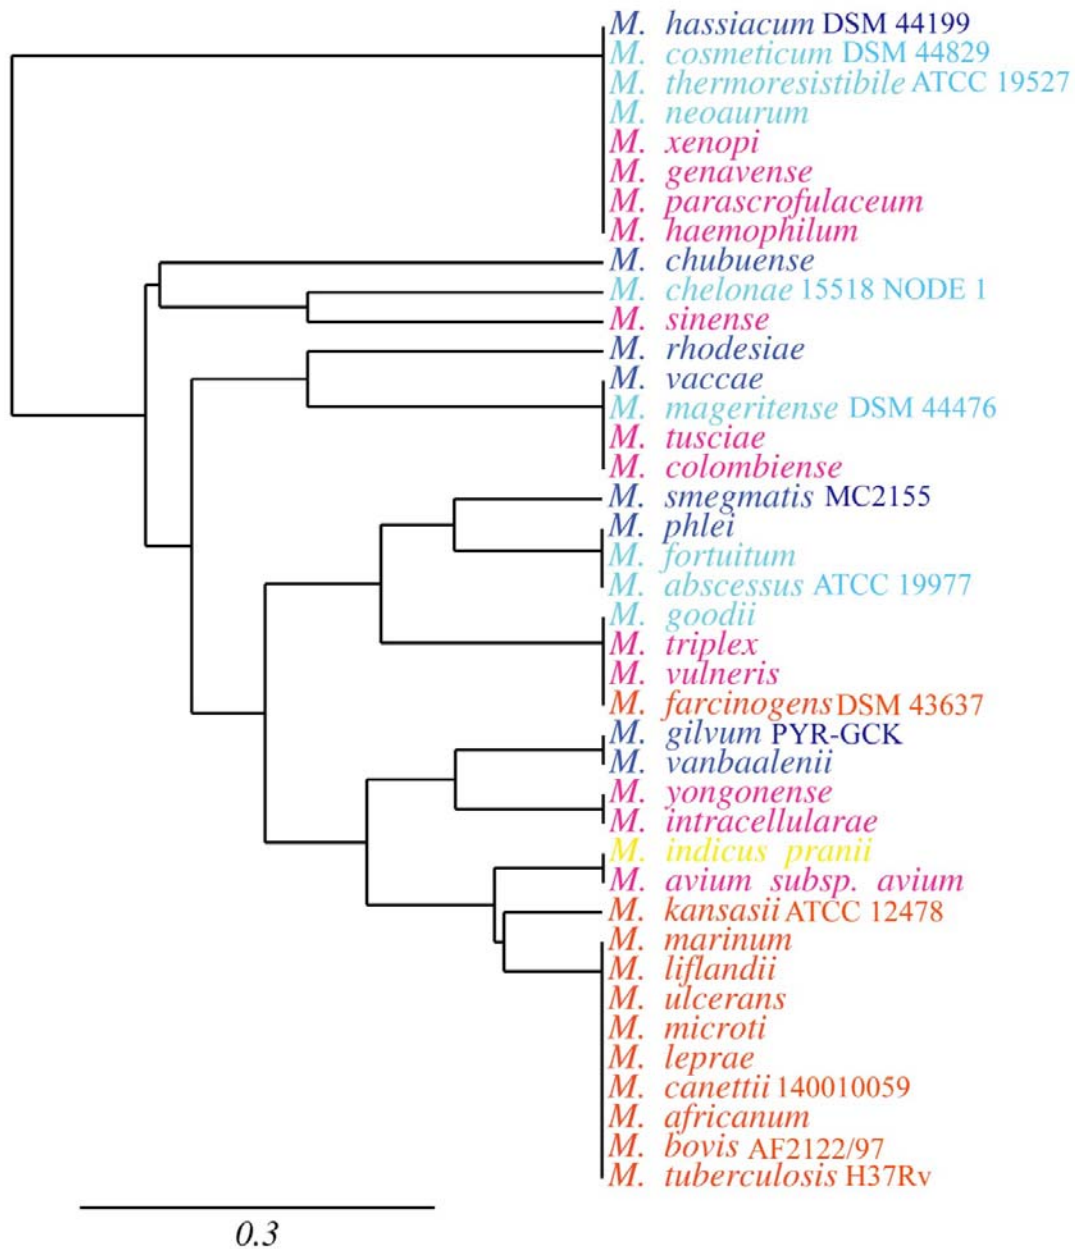 M. hassiacum DSM 44199
M. cosmeticum DSM 44829
M. thermoresistibile ATCC 19527
M. neoaurum
M. xenopi
M. genavense
M. parascrofulaceum
M. haemophilum
M. chubuense
M. chelonae 15518 NODE 1
M. sinense
M. rhodesiae
M. vaccae
M. mageritense DSM 44476
M. tusciae
M. colombiense
M. smegmatis MC2155
M. phlei
M. fortuitum
M. abscessus ATCC 19977
M. goodii
M. triplex
M. vulneris
M. farcinogens DSM 43637
M. gilvum PYR-GCK
M. vanbaalenii
M. yongonense
M. intracellularae
M. indicus pranii
M. avium subsp. avium
M. kansasii ATCC 12478
M. marinum
M. liflandii
M. ulcerans
M. microti
M. leprae
M. canettii 140010059
M. africanum
M. bovis AF2122/97
M. tuberculosis H37Rv
0.3